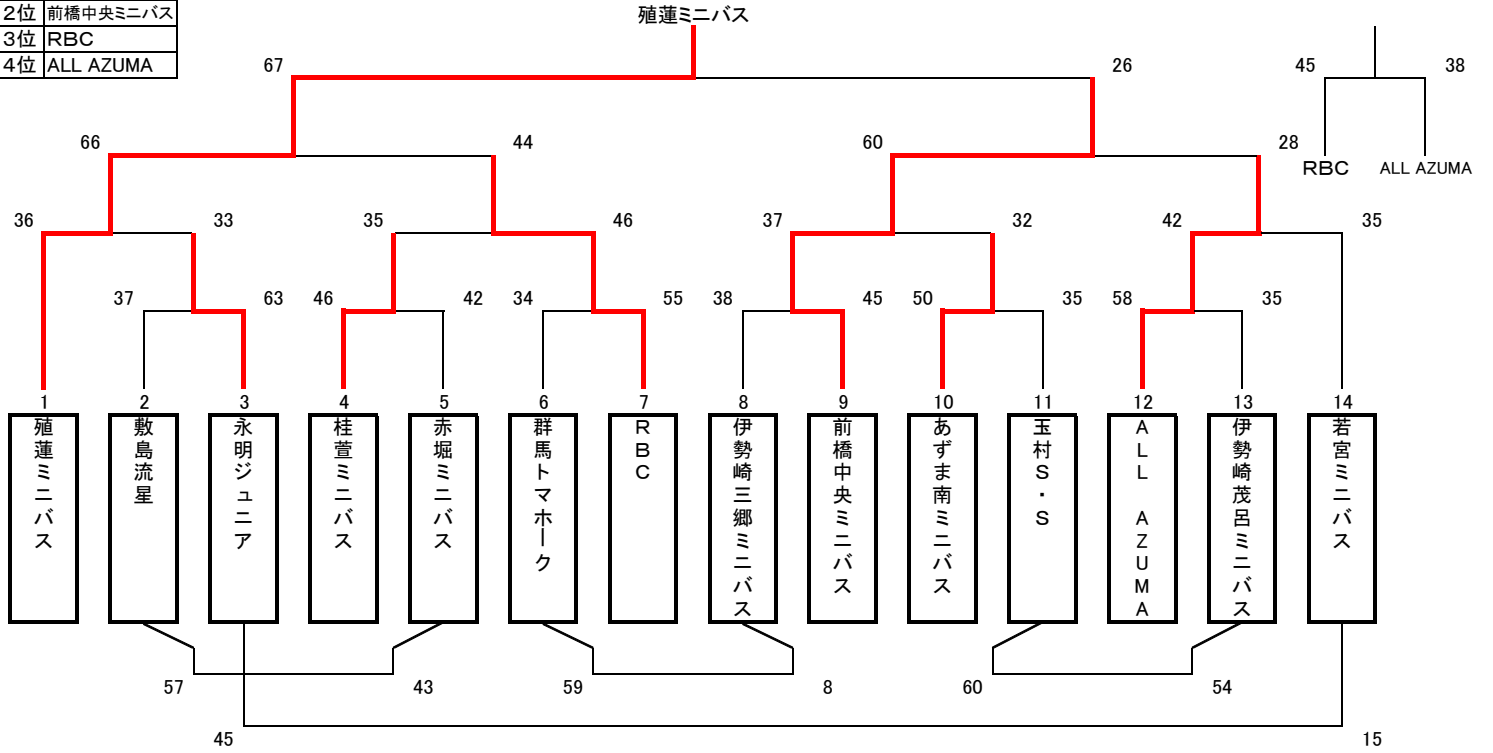 2位 前橋中央ミニバス
3位 RBC
4位 ALL AZUMA
殖蓮ミニバス
67 26 45 38
66 44 60 28
RBC ALL AZUMA
36 33 35 46 37 32 42 35
37 63 46 42 34 55 38 45 50 35 58 35
1 2 3 4 5 6 7 8 9 10 11 12 13 14
殖蓮ミニバス
敷島流星
永明ジュニア
桂萱ミニバス
赤堀ミニバス
群馬トマホーク
RBC
伊勢崎三郷ミニバス
前橋中央ミニバス
あずま南ミニバス
玉村S・S
ALL AZUMA
伊勢崎茂呂ミニバス
若宮ミニバス
57 43 59 8 60 54
45 15